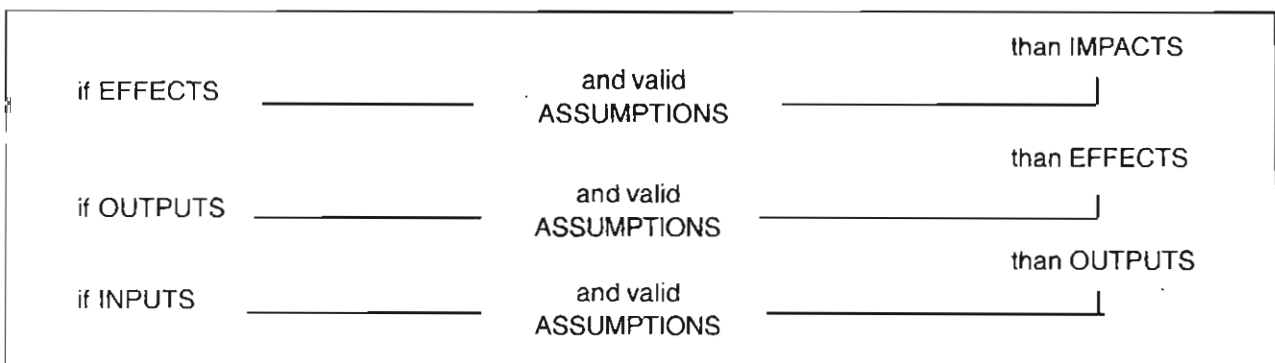 than IMPACTS
if EFFECTS and valid
ASSUMPTIONS
than EFFECTS
if OUTPUTS and valid
ASSUMPTIONS
than OUTPUTS
if INPUTS and valid
ASSUMPTIONS